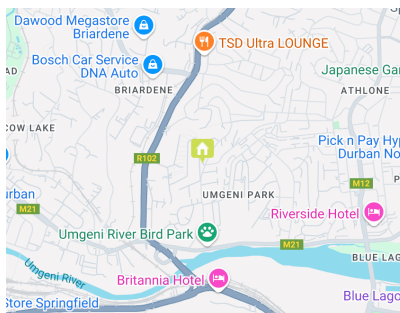 Dawood Megastore
Briardene
TSD Ultra LOUNGE
Bosch Car Service
DNA Auto
Japanese Gar
BRIARDENE
ATHLONE
COW LAKE
Pick n Pay Hyp
Durban No
R102
M12
urban
M21
UMGENI PARK
Riverside Hotel
Umgeni River Bird Park
M21
BLUE LAG
Umgeni River
Britannia Hotel
Blue Lago
Store Springfield